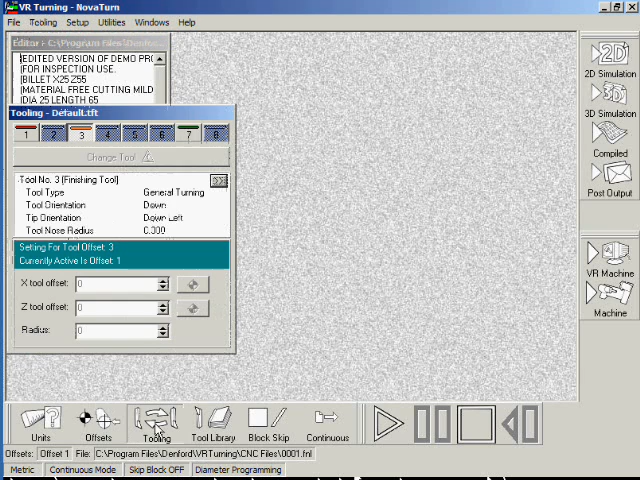 VR Turning - NovaTurn
File Tooling Setup Utilities Windows Help
Editor - C:\Program Files\Denford
(EDITED VERSION OF DEMO PRO
(FOR INSPECTION USE.
(BILLET X25 Z55
(MATERIAL FREE CUTTING MILD
(DIA 25 LENGTH 65
Tooling - Default.tft
1 2 3 4 5 6 7 8
Change Tool
Tool No. 3 (Finishing Tool)
Tool Type General Turning
Tool Orientation Down
Tip Orientation Down Left
Tool Nose Radius 0.300
Setting For Tool Offset: 3
Currently Active Is Offset: 1
X tool offset: 0
Z tool offset: 0
Radius: 0
2D Simulation
3D Simulation
Compiled
Post Output
VR Machine
Machine
Units Offsets Tooling Tool Library Block Skip Continuous
Offsets: Offset 1 File: C:\Program Files\Denford\VRTurning\CNC Files\0001.fnl
Metric Continuous Mode Skip Block OFF Diameter Programming